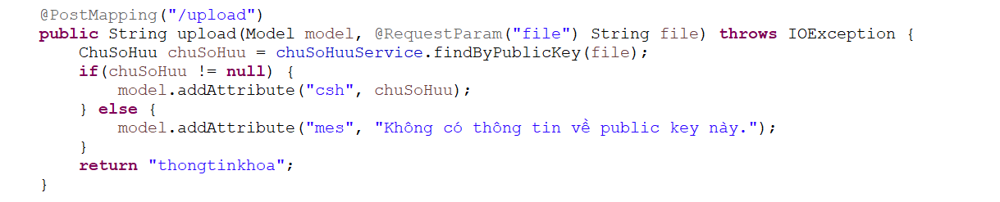 @PostMapping("/upload")
public String upload(Model model, @RequestParam("file") String file) throws IOException {
    ChuSoHuu chuSoHuu = chuSoHuuService.findByPublicKey(file);
    if(chuSoHuu != null) {
        model.addAttribute("csh", chuSoHuu);
    } else {
        model.addAttribute("mes", "Không có thông tin về public key này.");
    }
    return "thongtinkhoa";
}